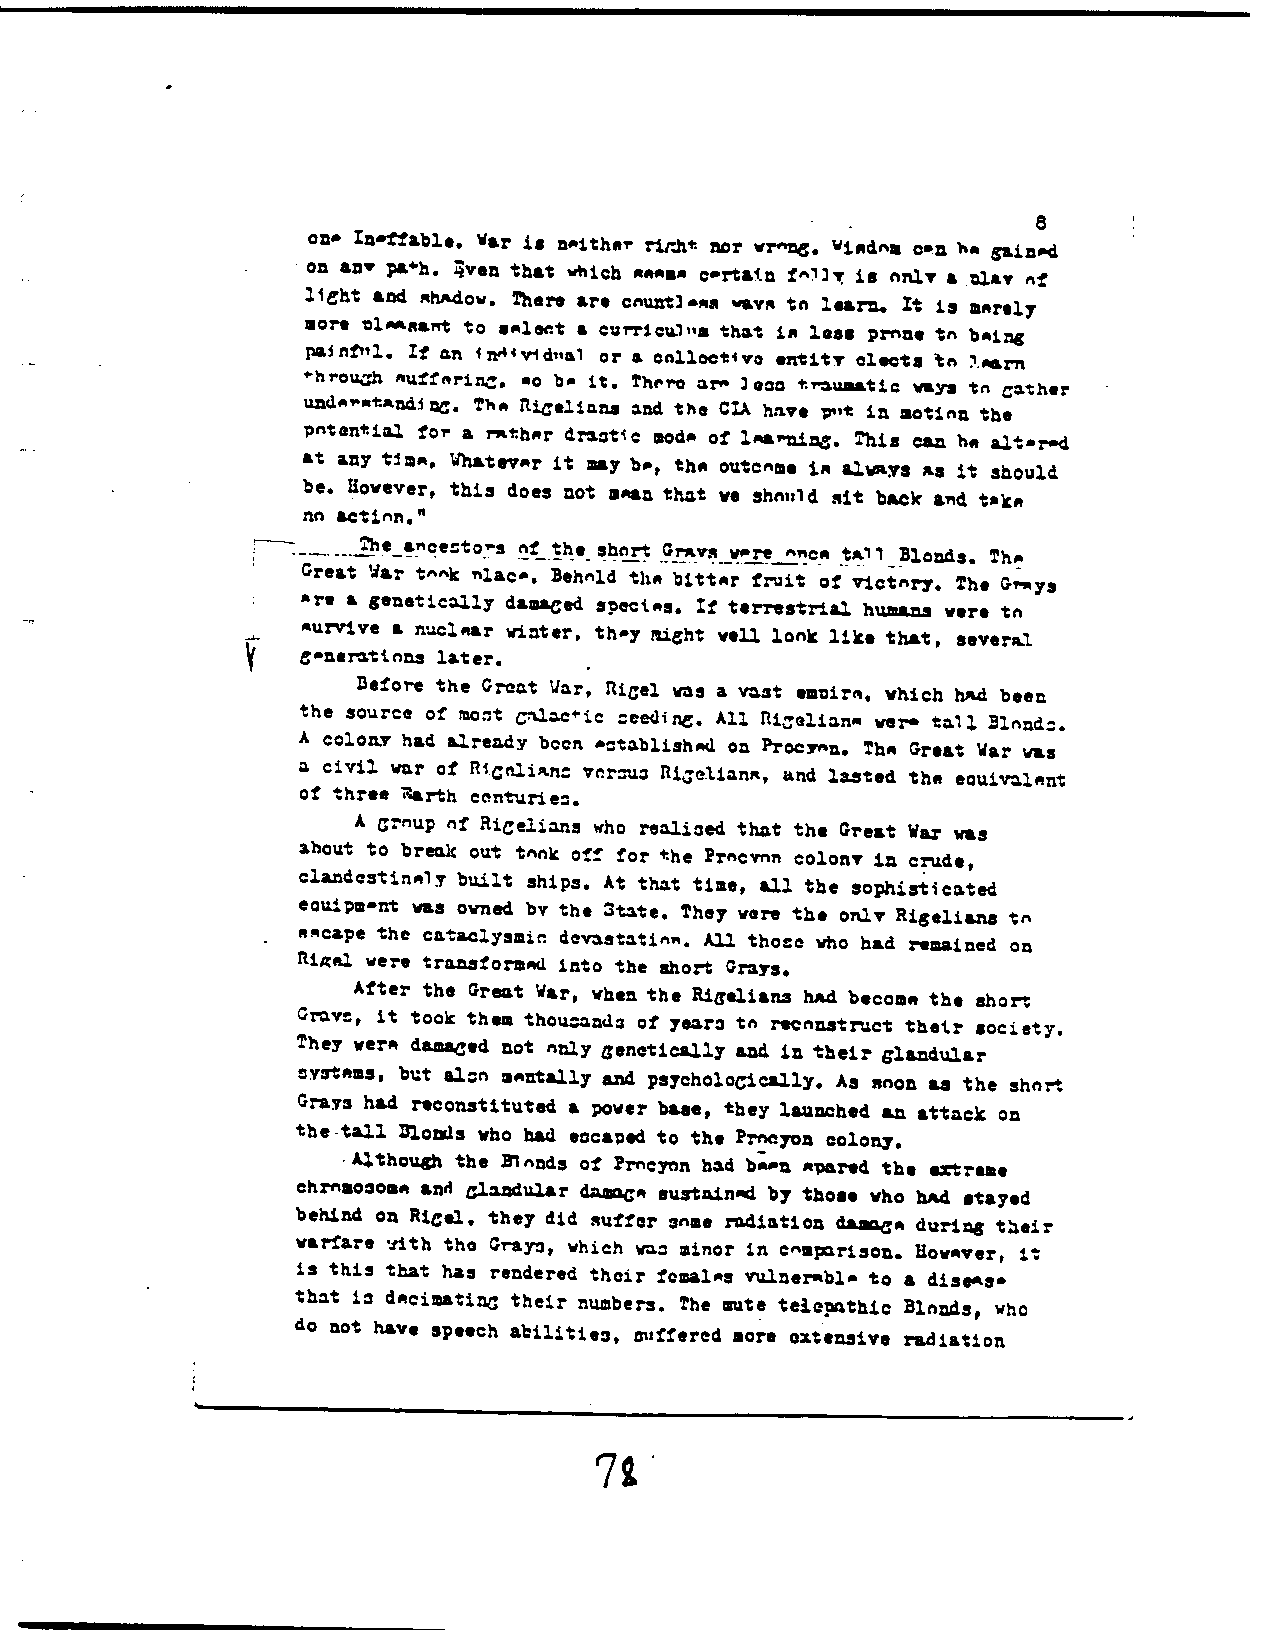 8
one Ineffable. War is neither right nor wrong. Wisdom can be gained
on any path. Even that which seems certain folly is only a play of
light and shadow. There are countless ways to learn. It is merely
more pleasant to select a curriculum that is less prone to being
painful. If an individual or a collective entity elects to learn
through suffering, so be it. There are less traumatic ways to gather
understanding. The Rigelians and the CIA have put in motion the
potential for a rather drastic mode of learning. This can be altered
at any time. Whatever it may be, the outcome is always as it should
be. However, this does not mean that we should sit back and take
no action."
The ancestors of the short Grays were once tall Blonds. The
Great War took place. Behold the bitter fruit of victory. The Grays
are a genetically damaged species. If terrestrial humans were to
survive a nuclear winter, they might well look like that, several
generations later.
Before the Great War, Rigel was a vast empire, which had been
the source of most galactic seeding. All Rigelians were tall Blonds.
A colony had already been established on Procyon. The Great War was
a civil war of Rigelians versus Rigelians, and lasted the equivalent
of three Earth centuries.
A group of Rigelians who realised that the Great War was
about to break out took off for the Procyon colony in crude,
clandestinely built ships. At that time, all the sophisticated
equipment was owned by the State. They were the only Rigelians to
escape the cataclysmic devastation. All those who had remained on
Rigel were transformed into the short Grays.
After the Great War, when the Rigelians had become the short
Grays, it took them thousands of years to reconstruct their society.
They were damaged not only genetically and in their glandular
systems, but also mentally and psychologically. As soon as the short
Grays had reconstituted a power base, they launched an attack on
the tall Blonds who had escaped to the Procyon colony.
Although the Blonds of Procyon had been spared the extreme
chromosome and glandular damage sustained by those who had stayed
behind on Rigel, they did suffer some radiation damage during their
warfare with the Grays, which was minor in comparison. However, it
is this that has rendered their females vulnerable to a disease
that is decimating their numbers. The mute telepathic Blonds, who
do not have speech abilities, suffered more extensive radiation
78